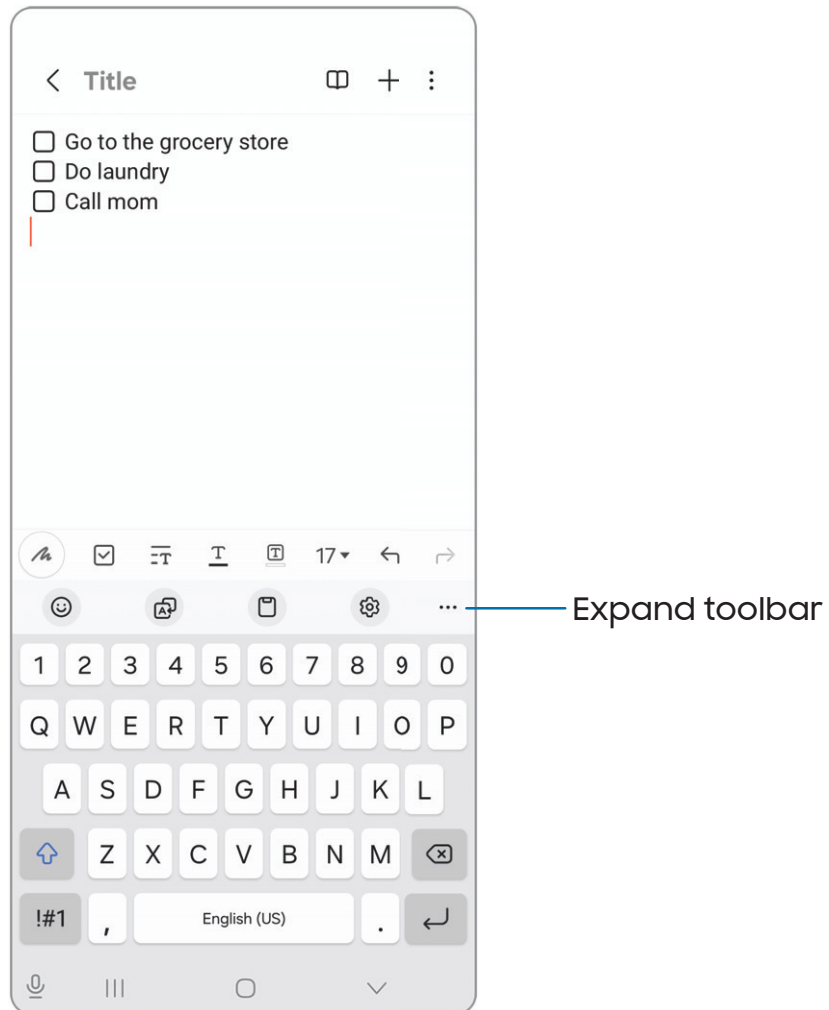 Title
Go to the grocery store
Do laundry
Call mom
T T T 17
A
Expand toolbar
1 2 3 4 5 6 7 8 9 0
Q W E R T Y U I O P
A S D F G H J K L
Z X C V B N M
!#1 , English (US) .